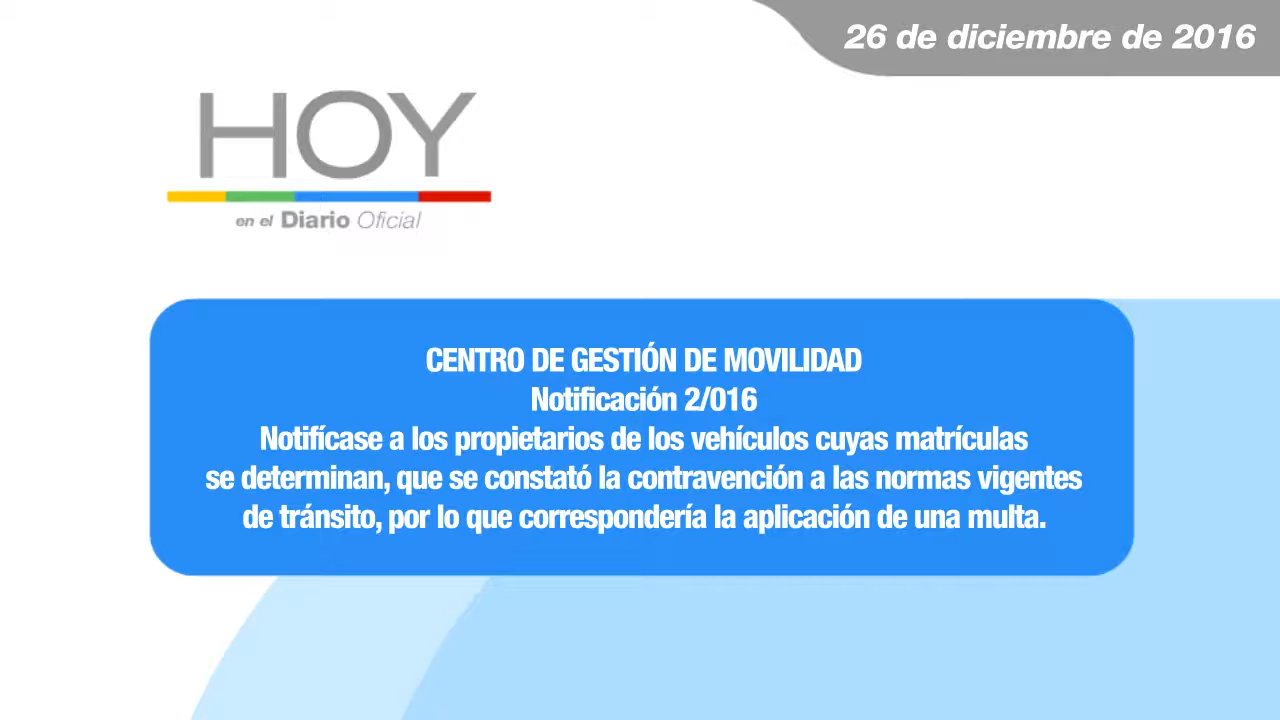 26 de diciembre de 2016
HOY
en el Diario Oficial
CENTRO DE GESTIÓN DE MOVILIDAD
Notificación 2/016
Notifícase a los propietarios de los vehículos cuyas matrículas
se determinan, que se constató la contravención a las normas vigentes
de tránsito, por lo que correspondería la aplicación de una multa.